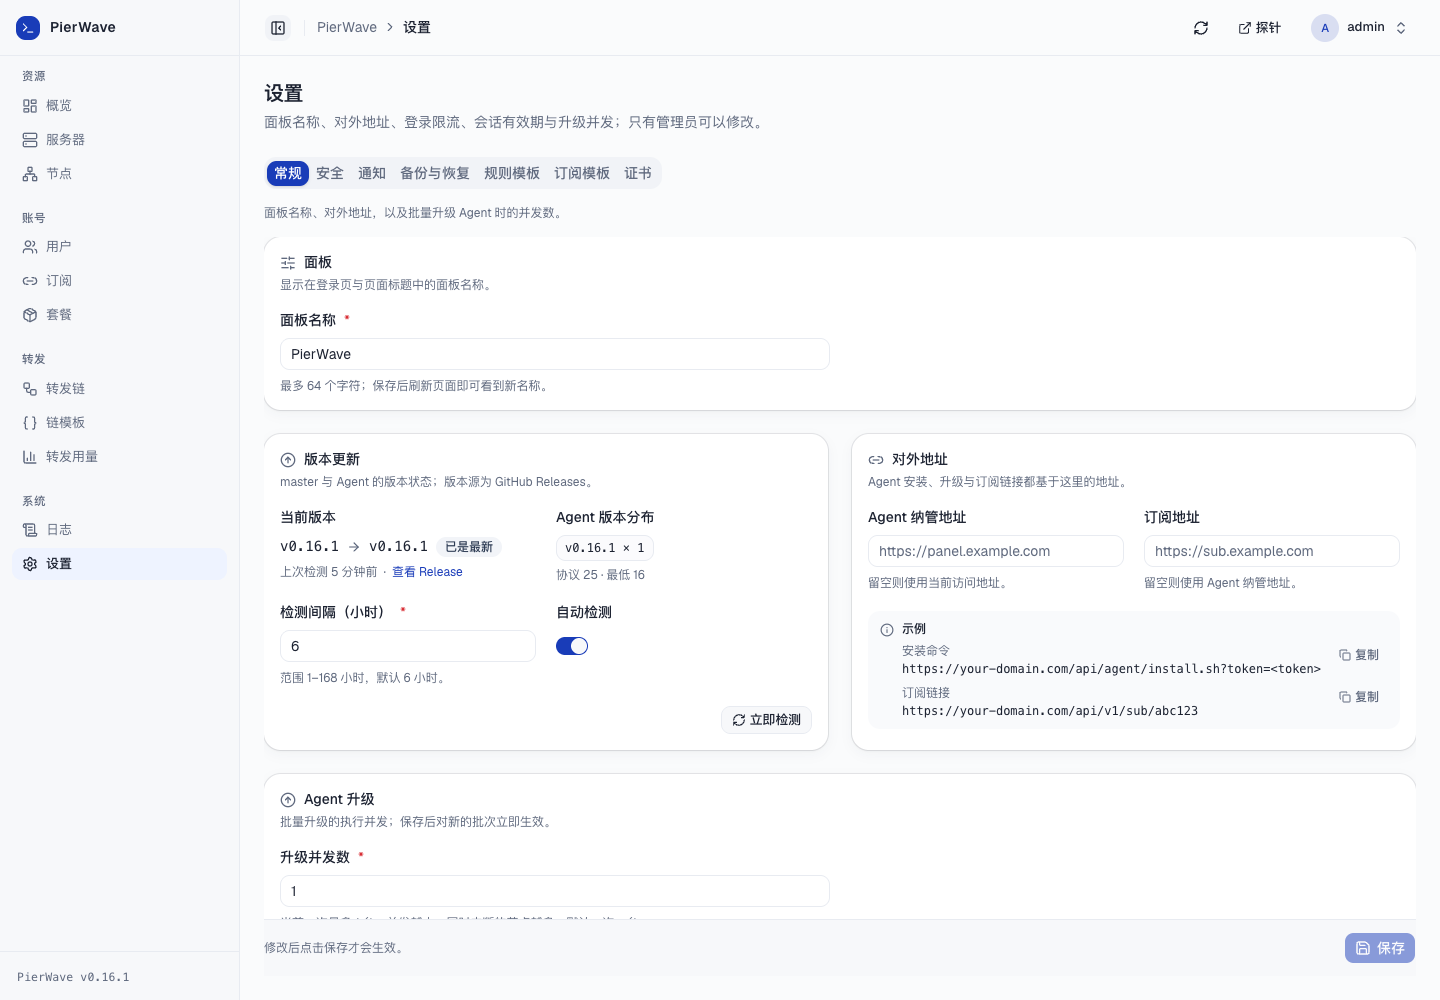 PierWave
PierWave > 设置
探针
A
admin
资源
概览
服务器
节点
账号
用户
订阅
套餐
转发
转发链
链模板
转发用量
系统
日志
设置
PierWave v0.16.1
设置
面板名称、对外地址、登录限流、会话有效期与升级并发；只有管理员可以修改。
常规 安全 通知 备份与恢复 规则模板 订阅模板 证书
面板名称、对外地址，以及批量升级 Agent 时的并发数。
面板
显示在登录页与页面标题中的面板名称。
面板名称 *
PierWave
最多 64 个字符；保存后刷新页面即可看到新名称。
版本更新
master 与 Agent 的版本状态；版本源为 GitHub Releases。
当前版本
v0.16.1 → v0.16.1 已是最新
上次检测 5 分钟前 · 查看 Release
Agent 版本分布
v0.16.1 × 1
协议 25 · 最低 16
检测间隔（小时） *
6
范围 1–168 小时，默认 6 小时。
自动检测
立即检测
对外地址
Agent 安装、升级与订阅链接都基于这里的地址。
Agent 纳管地址
https://panel.example.com
留空则使用当前访问地址。
订阅地址
https://sub.example.com
留空则使用 Agent 纳管地址。
示例
安装命令
https://your-domain.com/api/agent/install.sh?token=<token>
复制
订阅链接
https://your-domain.com/api/v1/sub/abc123
复制
Agent 升级
批量升级的执行并发；保存后对新的批次立即生效。
升级并发数 *
1
修改后点击保存才会生效。
保存